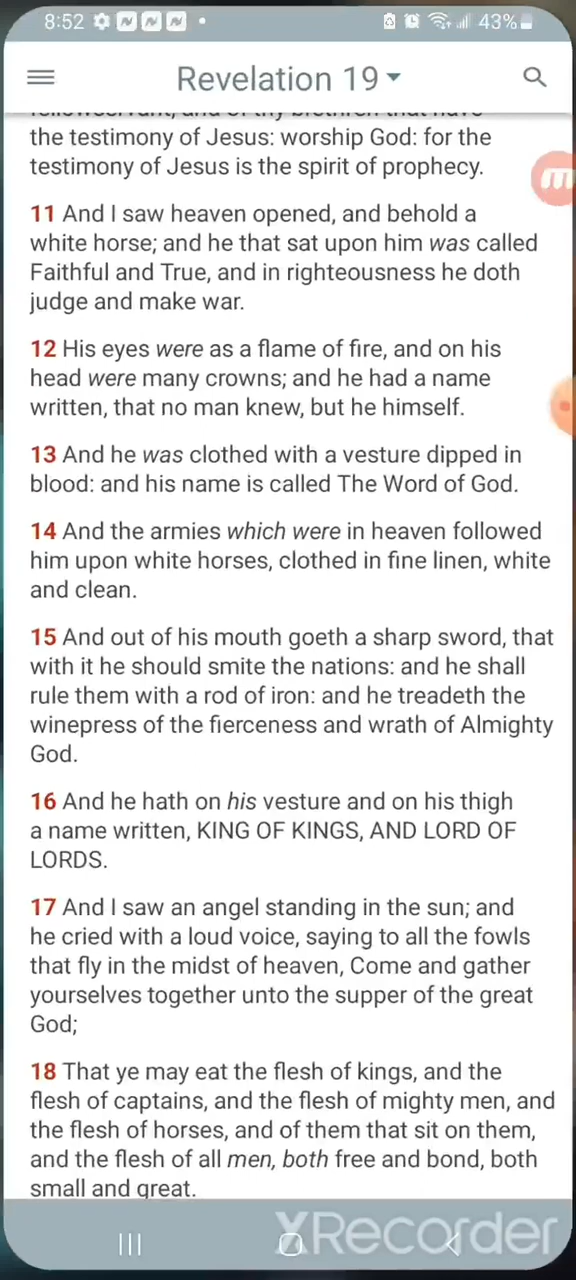 8:52
43%
Revelation 19
fellowservant, and of thy brethren that have
the testimony of Jesus: worship God: for the
testimony of Jesus is the spirit of prophecy.
11 And I saw heaven opened, and behold a
white horse; and he that sat upon him was called
Faithful and True, and in righteousness he doth
judge and make war.
12 His eyes were as a flame of fire, and on his
head were many crowns; and he had a name
written, that no man knew, but he himself.
13 And he was clothed with a vesture dipped in
blood: and his name is called The Word of God.
14 And the armies which were in heaven followed
him upon white horses, clothed in fine linen, white
and clean.
15 And out of his mouth goeth a sharp sword, that
with it he should smite the nations: and he shall
rule them with a rod of iron: and he treadeth the
winepress of the fierceness and wrath of Almighty
God.
16 And he hath on his vesture and on his thigh
a name written, KING OF KINGS, AND LORD OF
LORDS.
17 And I saw an angel standing in the sun; and
he cried with a loud voice, saying to all the fowls
that fly in the midst of heaven, Come and gather
yourselves together unto the supper of the great
God;
18 That ye may eat the flesh of kings, and the
flesh of captains, and the flesh of mighty men, and
the flesh of horses, and of them that sit on them,
and the flesh of all men, both free and bond, both
small and great.
XRecorder